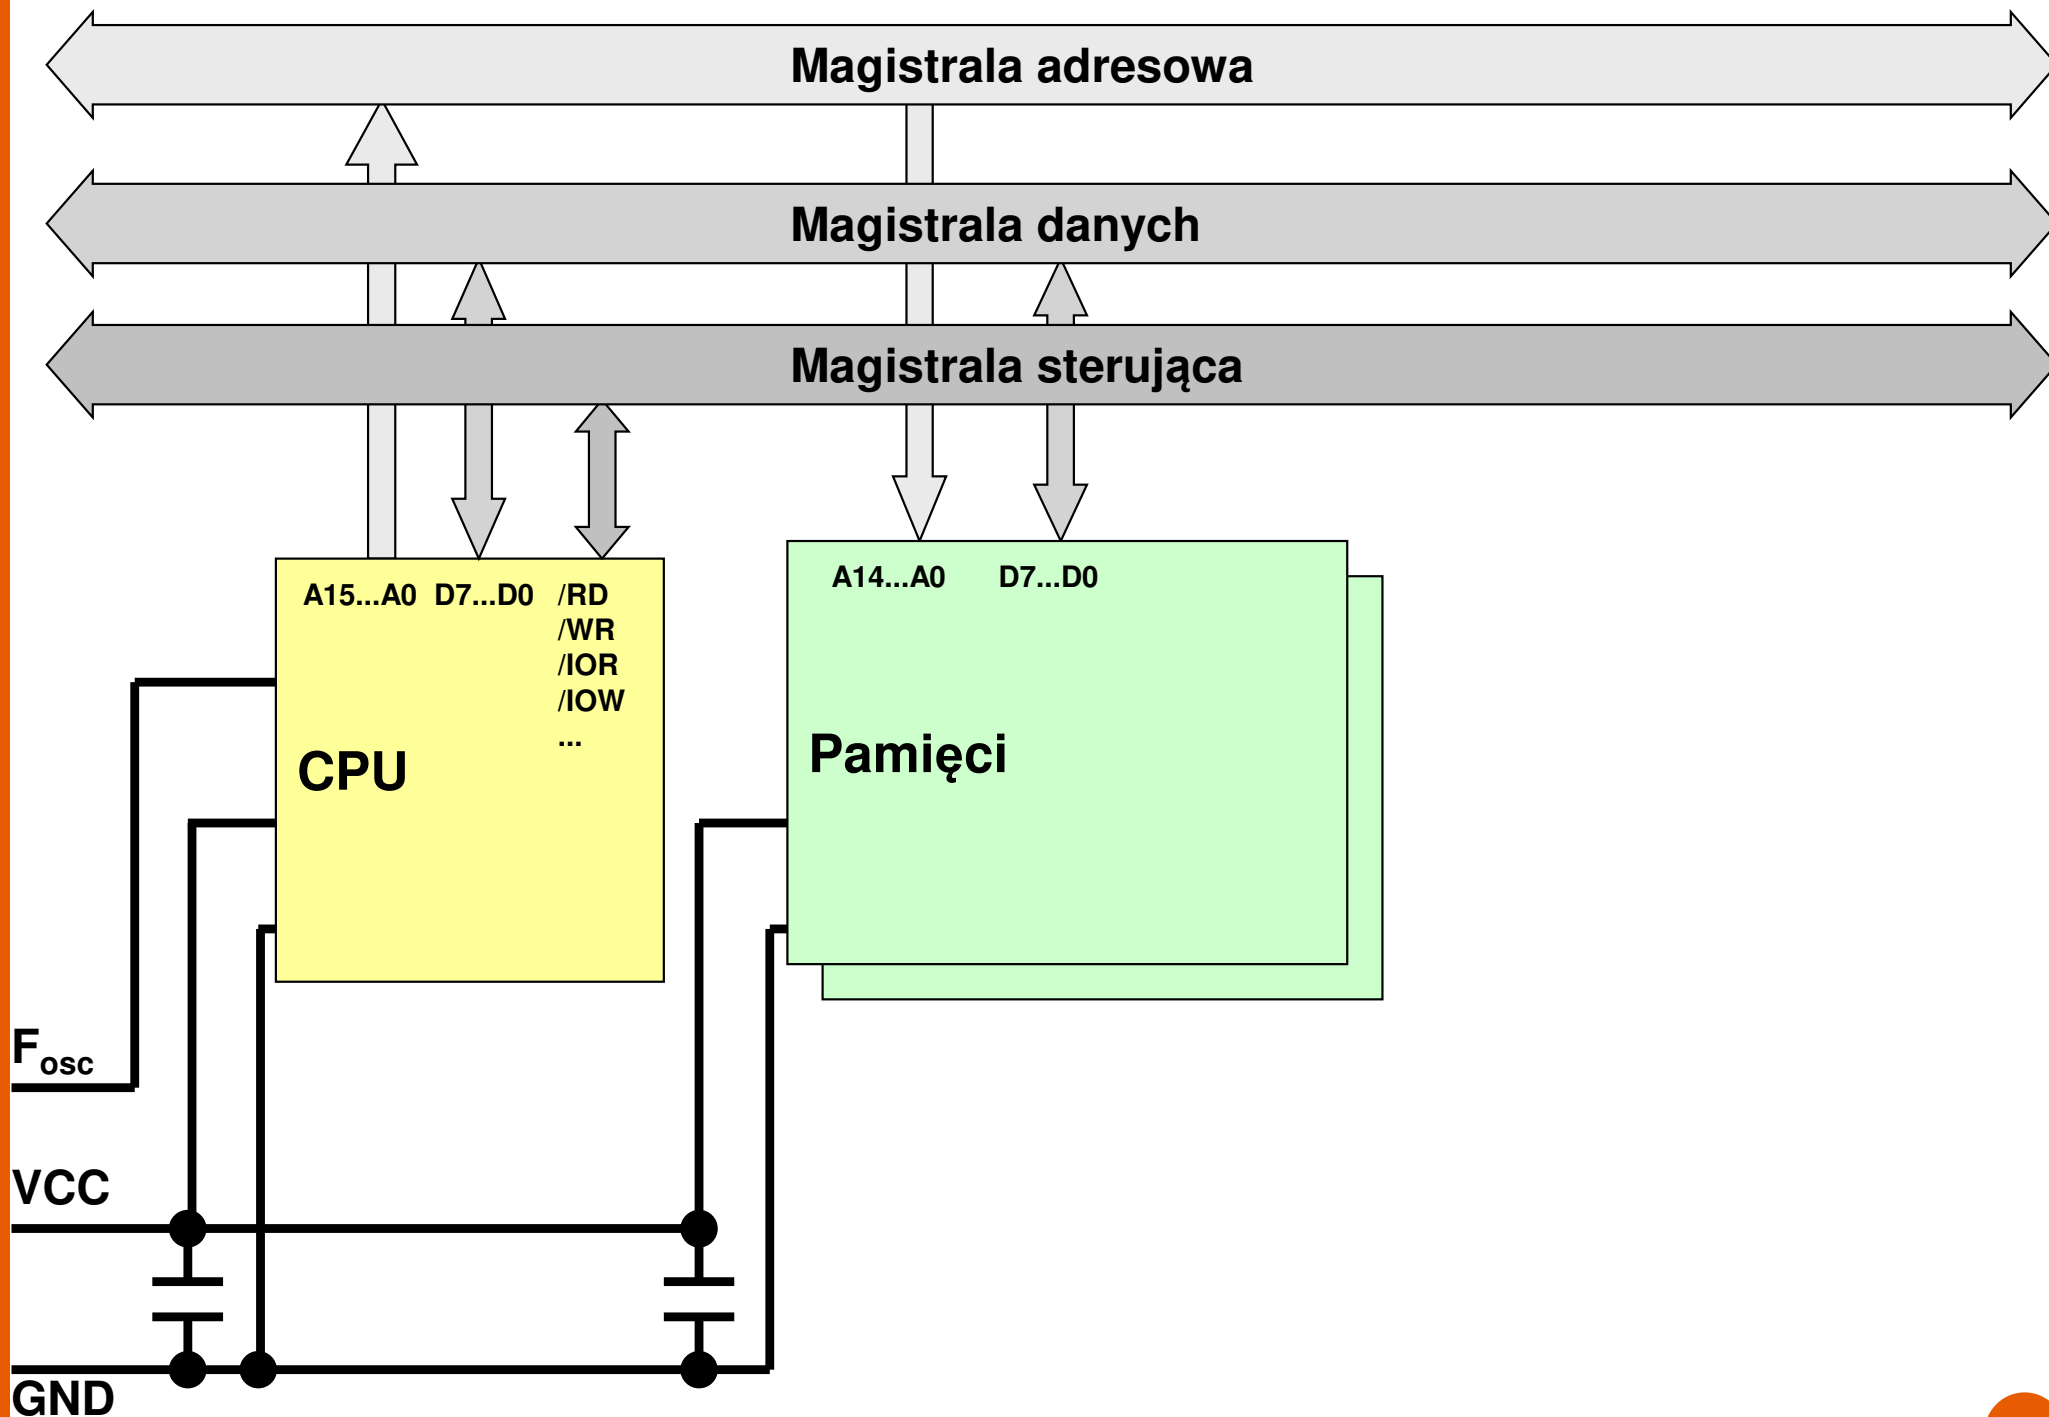 Magistrala adresowa
Magistrala danych
Magistrala sterująca
A15...A0 D7...D0 /RD
/WR
/IOR
/IOW
...
CPU
A14...A0 D7...D0
Pamięci
Fosc
VCC
GND